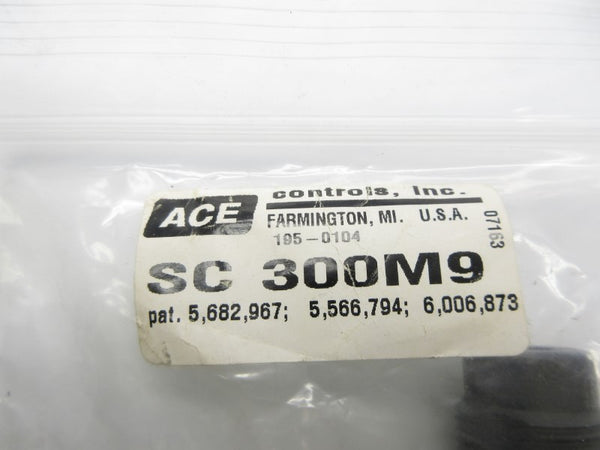 ACE controls, Inc.
FARMINGTON, MI. U.S.A.
195-0104
07163
SC 300M9
pat. 5,682,967; 5,566,794; 6,006,873